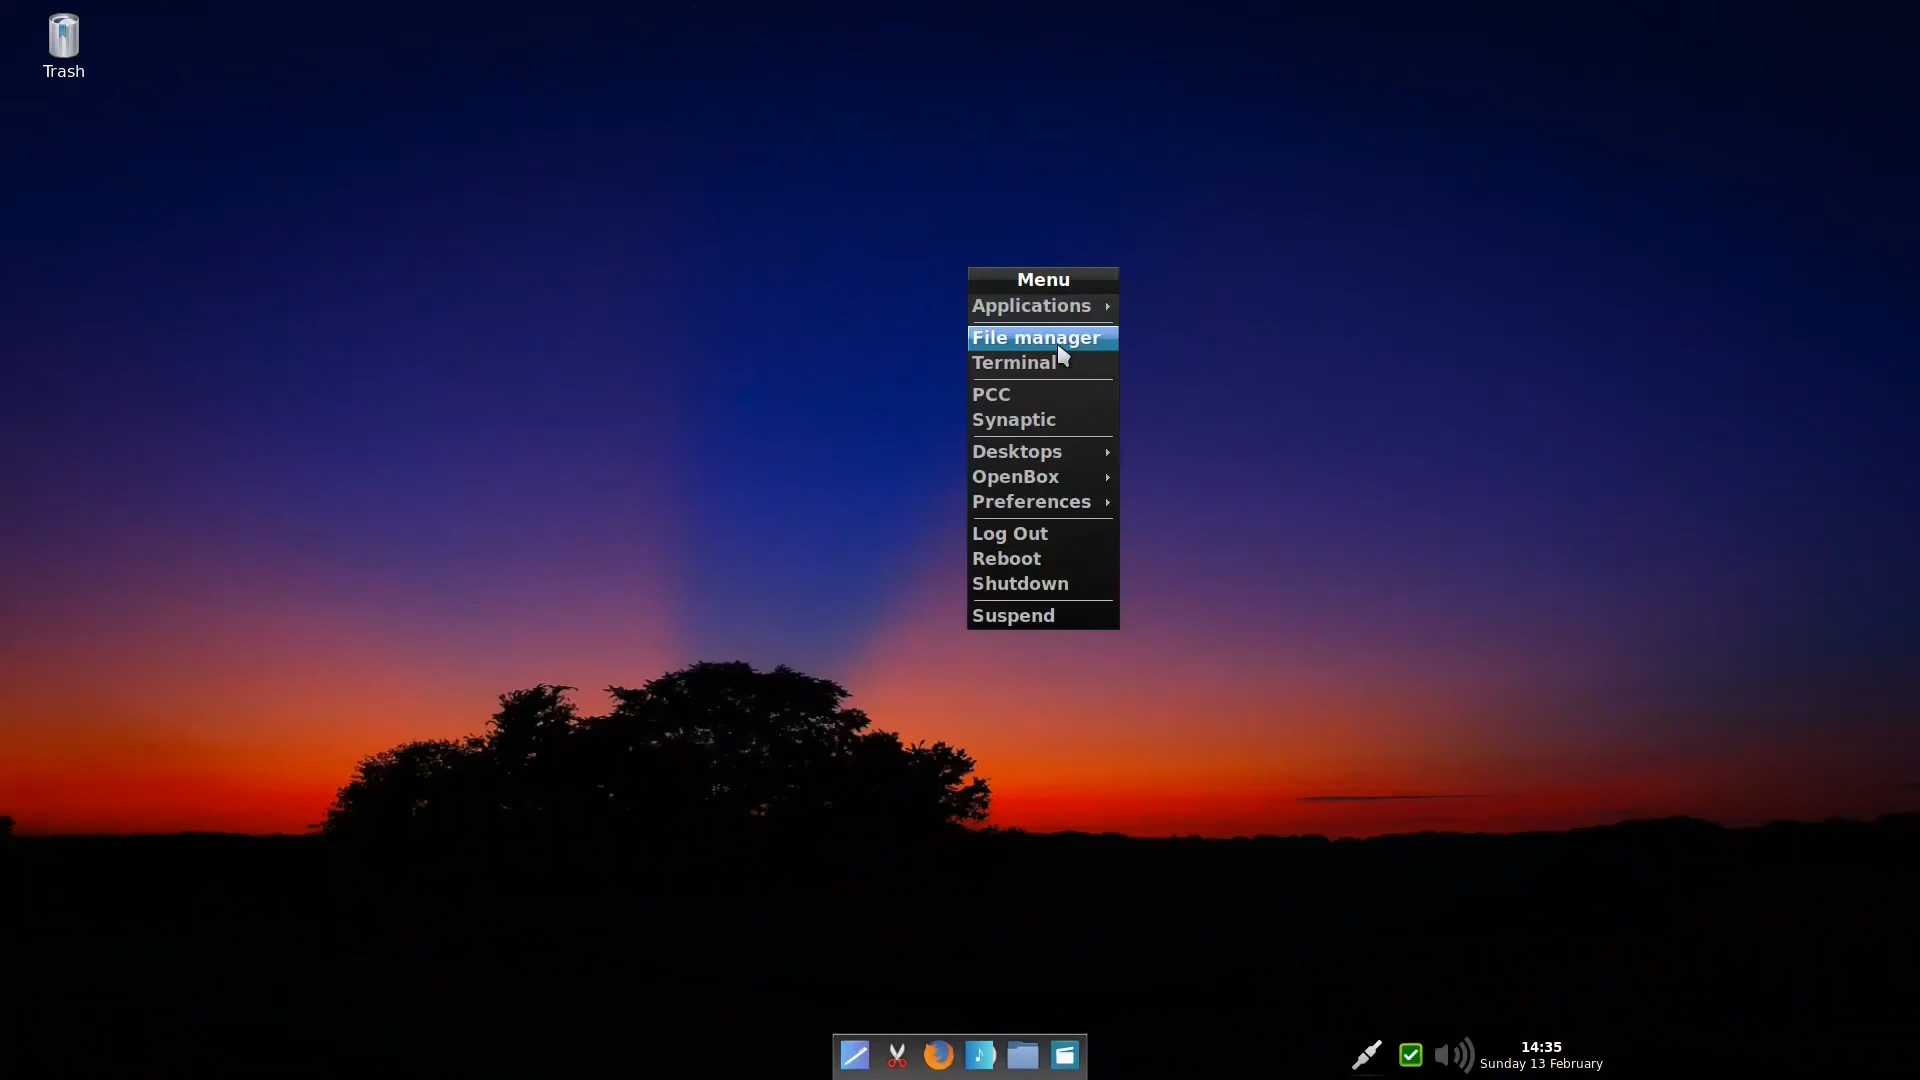 Trash
Menu
Applications
File manager
Terminal
PCC
Synaptic
Desktops
OpenBox
Preferences
Log Out
Reboot
Shutdown
Suspend
14:35
Sunday 13 February